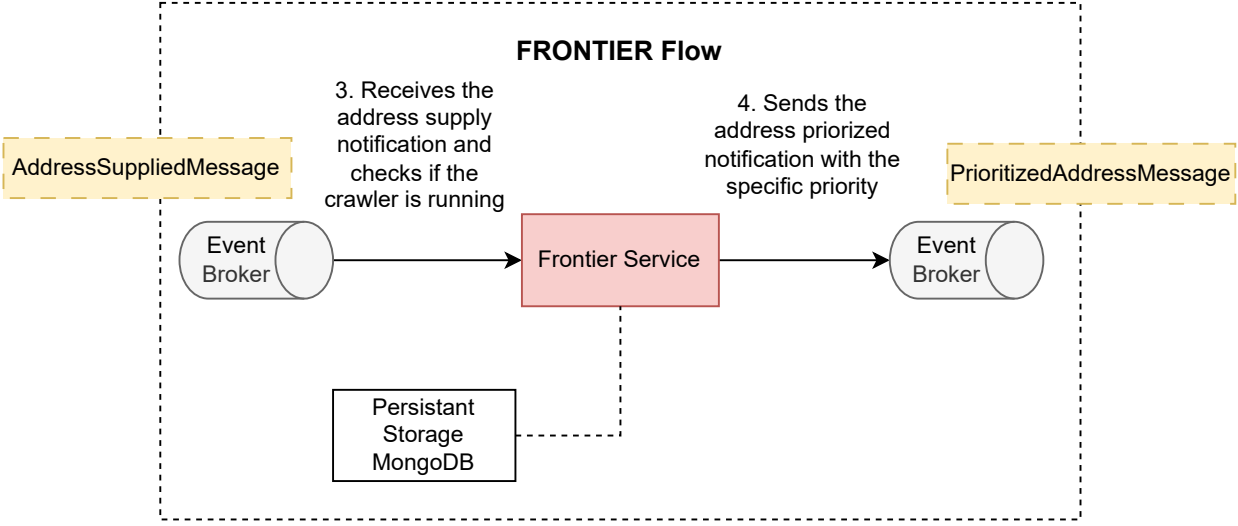 FRONTIER Flow
3. Receives the
address supply
notification and
checks if the
crawler is running
4. Sends the
address priorized
notification with the
specific priority
AddressSuppliedMessage
PrioritizedAddressMessage
Event
Broker
Frontier Service
Event
Broker
Persistant
Storage
MongoDB